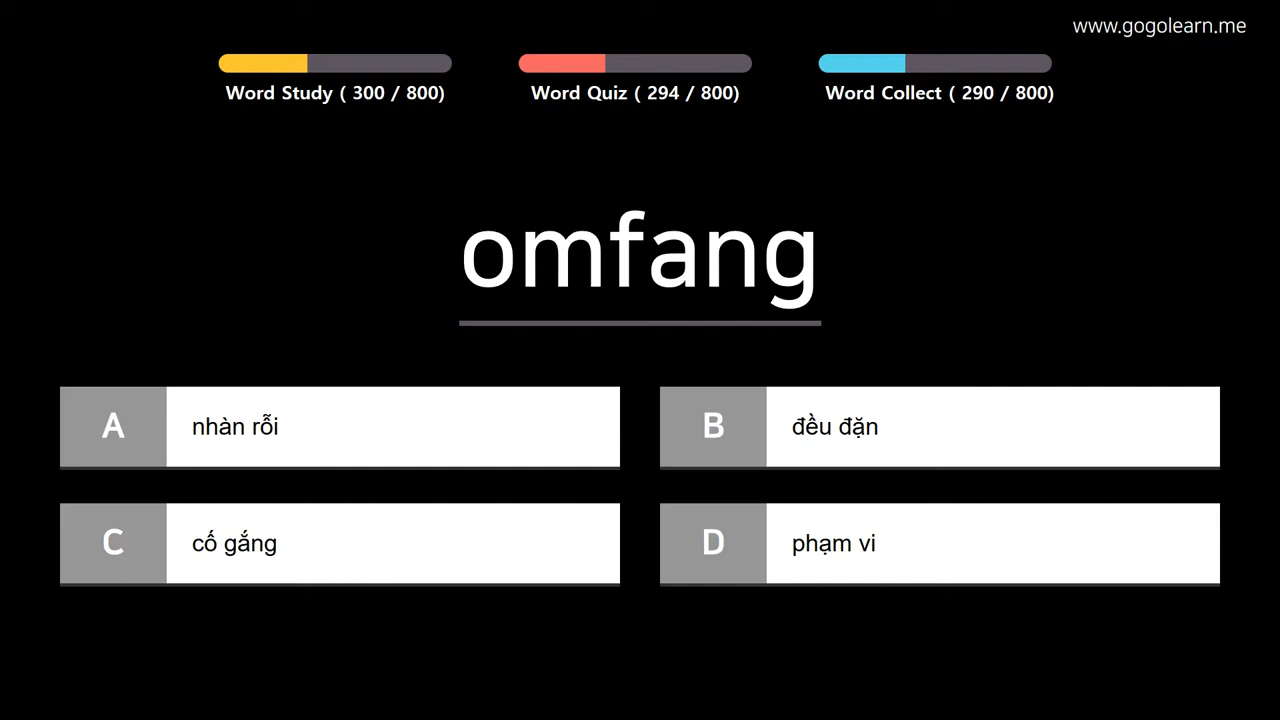 www.gogolearn.me
Word Study ( 300 / 800)
Word Quiz ( 294 / 800)
Word Collect ( 290 / 800)
omfang
A
nhàn rỗi
B
đều đặn
C
cố gắng
D
phạm vi